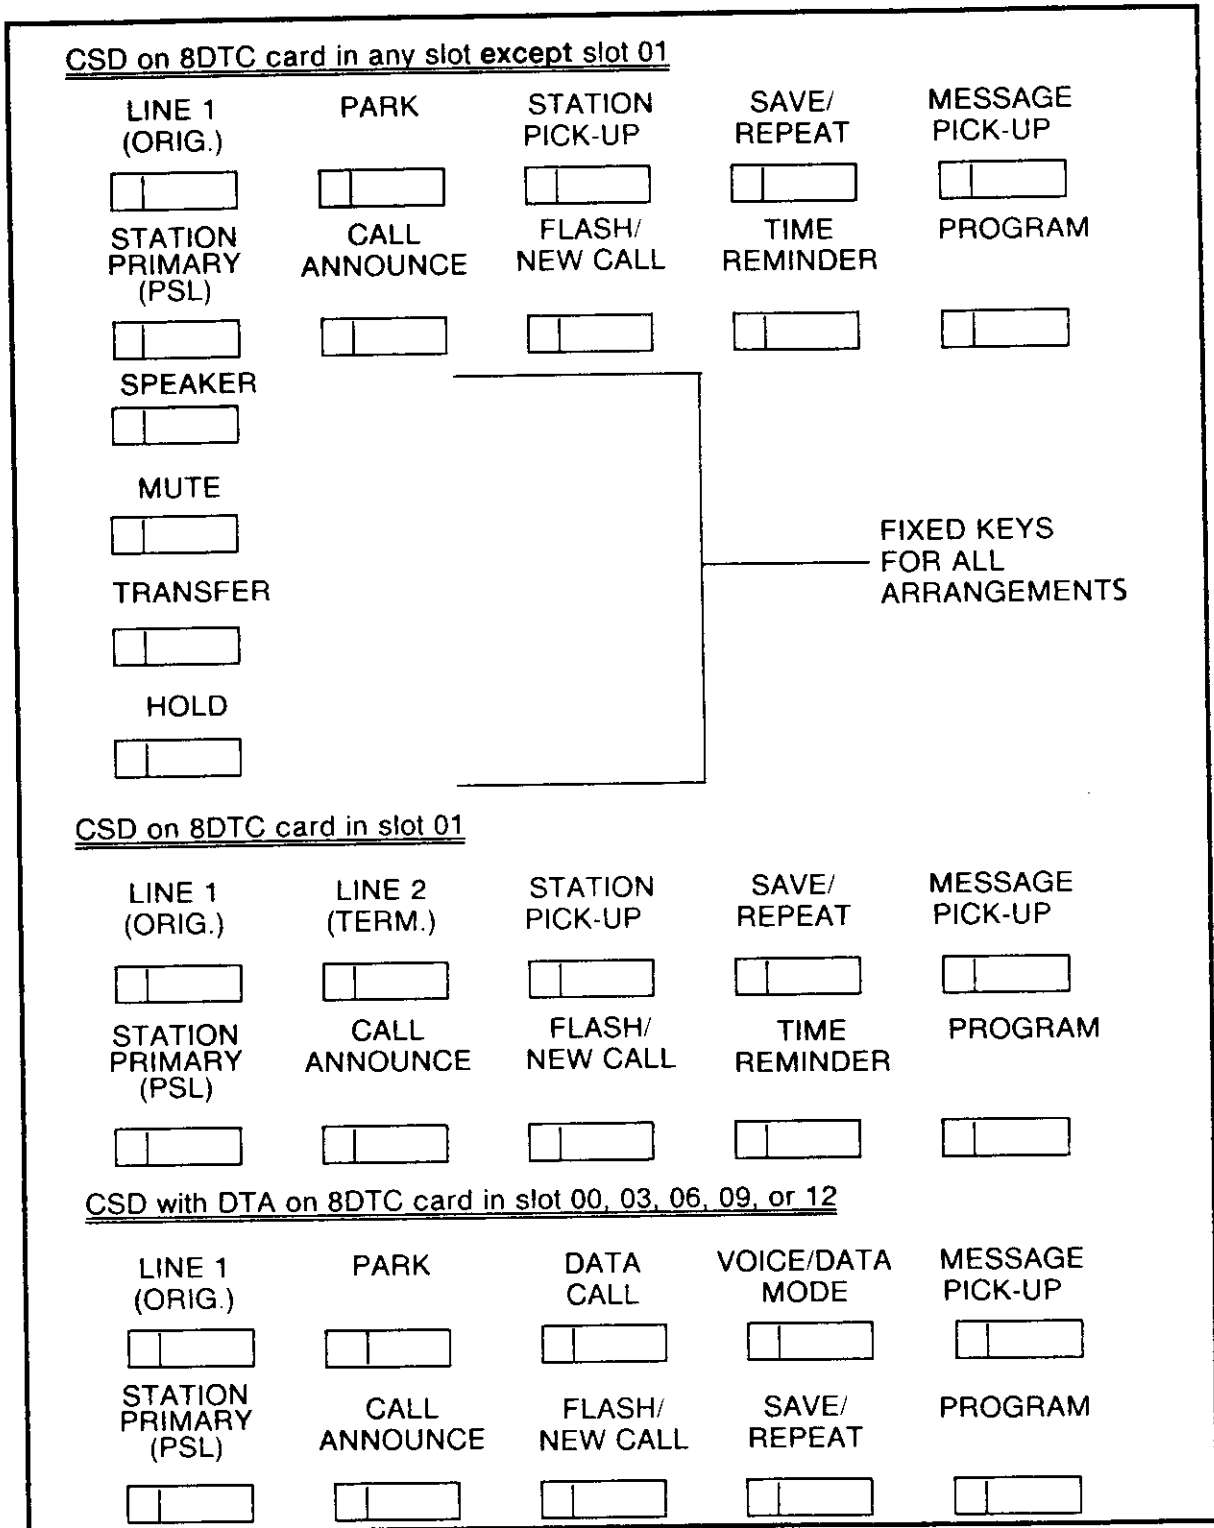 CSD on 8DTC card in any slot except slot 01
LINE 1 PARK STATION SAVE/ MESSAGE
(ORIG.) PICK-UP REPEAT PICK-UP
STATION CALL FLASH/ TIME PROGRAM
PRIMARY ANNOUNCE NEW CALL REMINDER
(PSL)
SPEAKER
MUTE
FIXED KEYS
FOR ALL
ARRANGEMENTS
TRANSFER
HOLD
CSD on 8DTC card in slot 01
LINE 1 LINE 2 STATION SAVE/ MESSAGE
(ORIG.) (TERM.) PICK-UP REPEAT PICK-UP
STATION CALL FLASH/ TIME PROGRAM
PRIMARY ANNOUNCE NEW CALL REMINDER
(PSL)
CSD with DTA on 8DTC card in slot 00, 03, 06, 09, or 12
LINE 1 PARK DATA VOICE/DATA MESSAGE
(ORIG.) CALL MODE PICK-UP
STATION CALL FLASH/ SAVE/ PROGRAM
PRIMARY ANNOUNCE NEW CALL REPEAT
(PSL)